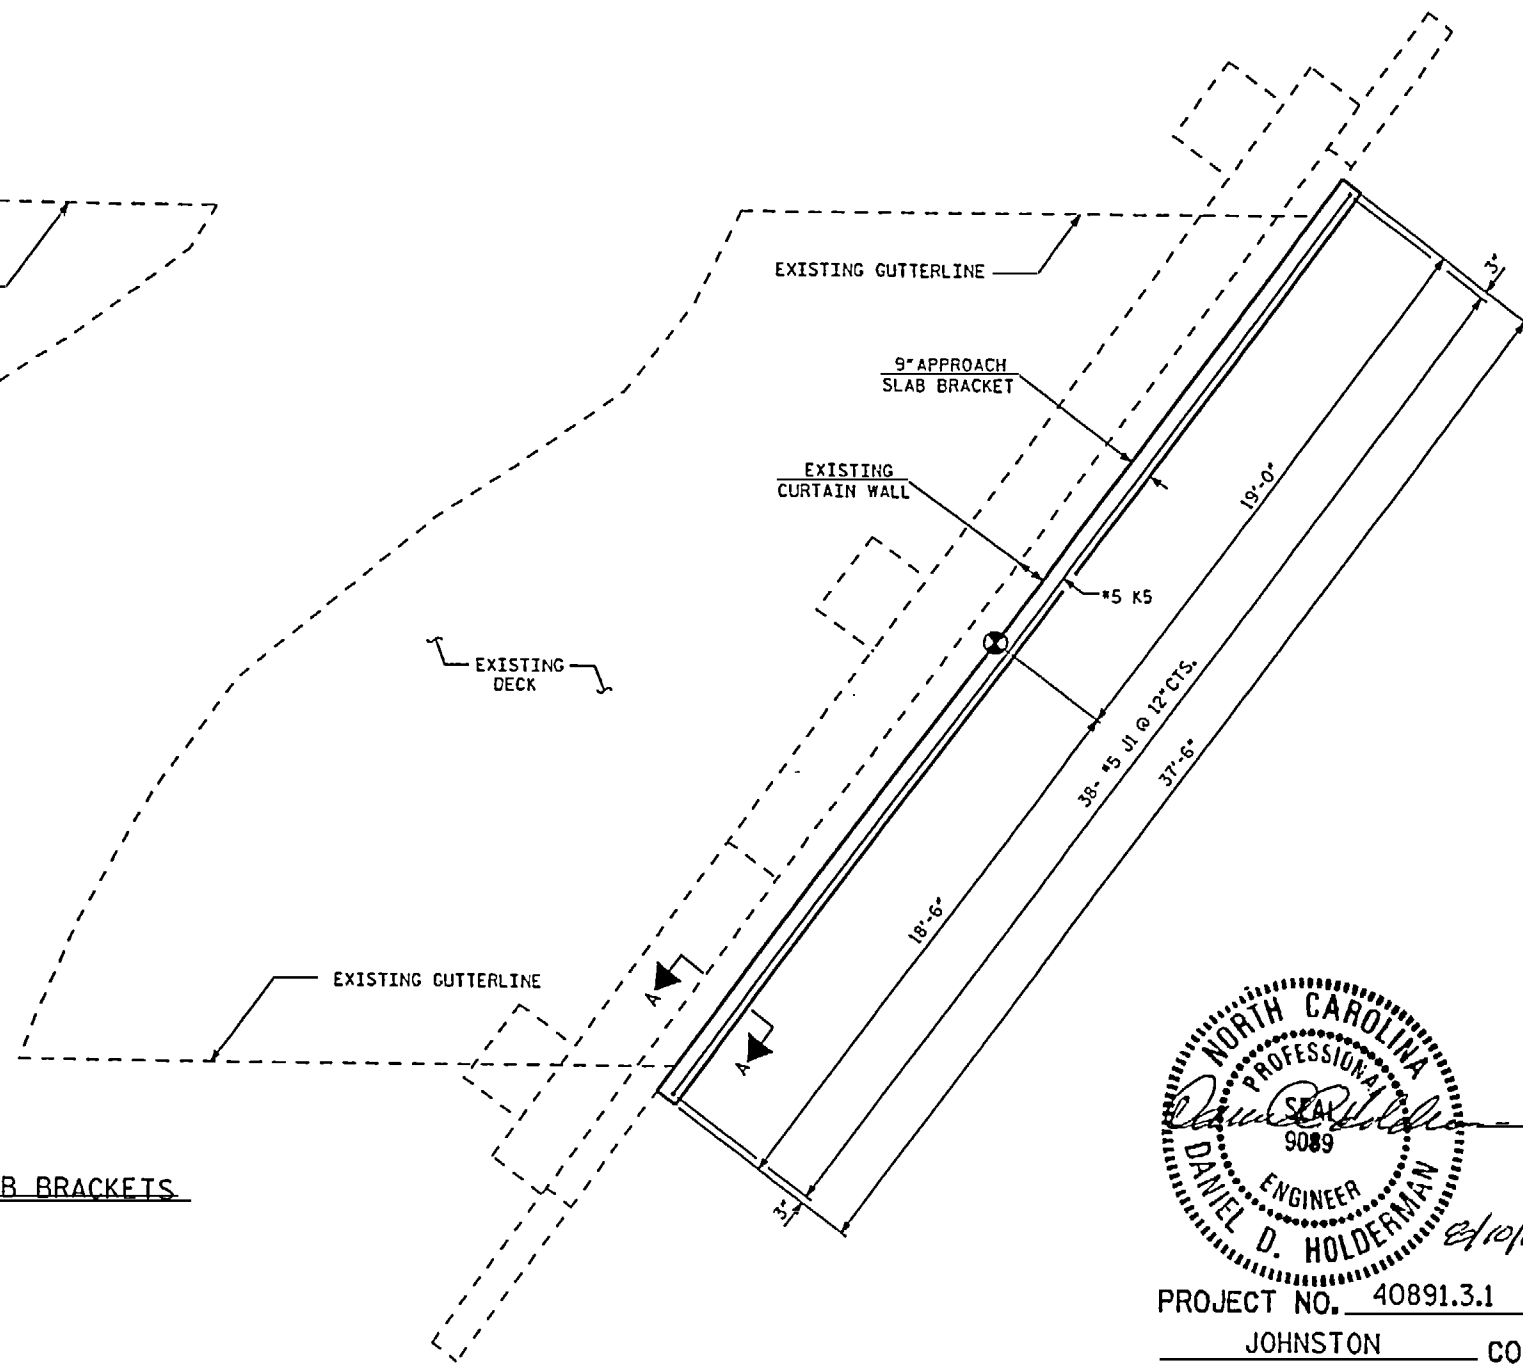 EXISTING GUTTERLINE
3"
9" APPROACH
SLAB BRACKET
EXISTING
CURTAIN WALL
19'-0"
#5 K5
EXISTING
DECK
38- #5 J1 @ 12" CTS.
37'-6"
18'-6"
EXISTING GUTTERLINE
A
A
3"
B BRACKETS
NORTH CAROLINA
PROFESSIONAL
SEAL
9089
ENGINEER
DANIEL D. HOLDERMAN
PROJECT NO. 40891.3.1
JOHNSTON CO